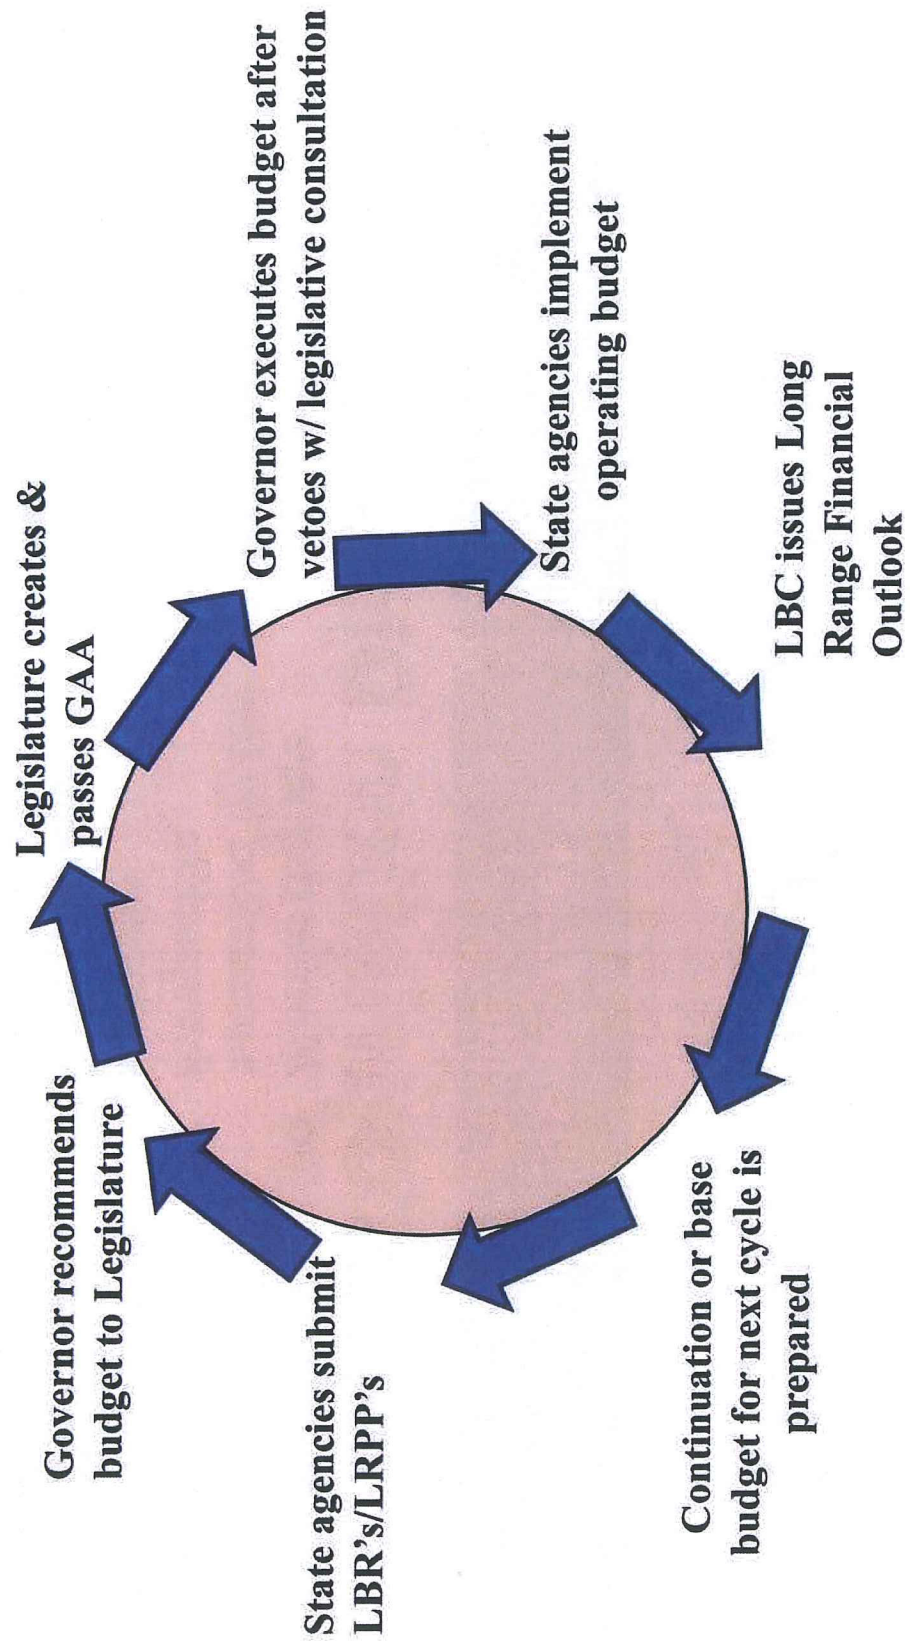 Legislature creates &
passes GAA
Governor executes budget after
vetoes w/ legislative consultation
State agencies implement
operating budget
LBC issues Long
Range Financial
Outlook
Continuation or base
budget for next cycle is
prepared
State agencies submit
LBR's/LRPP's
Governor recommends
budget to Legislature